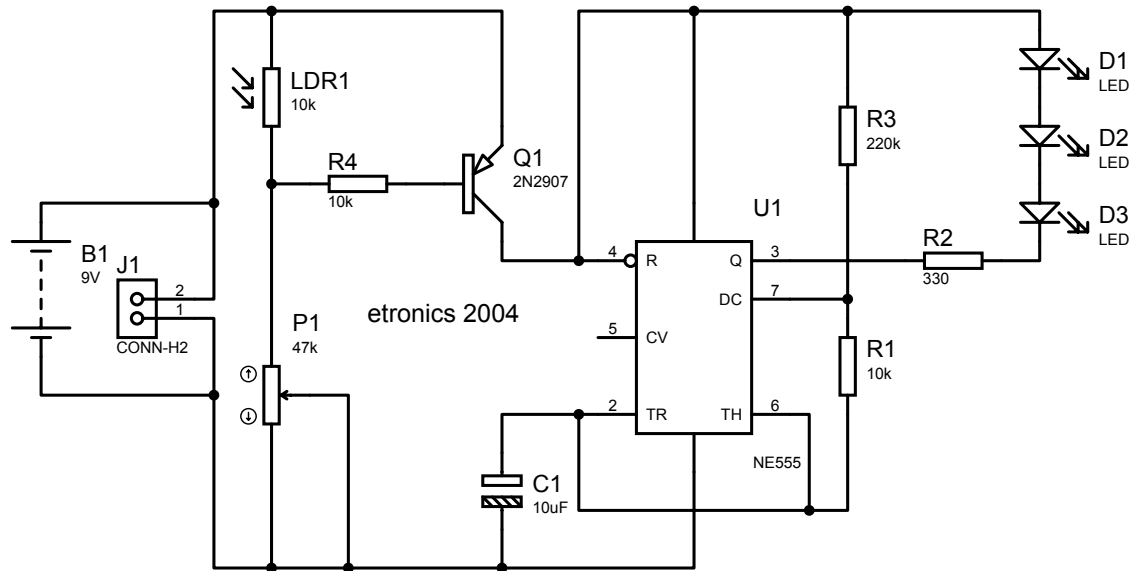 LDR1
10k
R4
10k
Q1
2N2907
R3
220k
D1
LED
D2
LED
D3
LED
U1
B1
9V
J1
2
1
CONN-H2
P1
47k
etronics 2004
4
R
Q
3
DC
7
5
CV
2
TR
TH
6
R2
330
R1
10k
NE555
C1
10uF